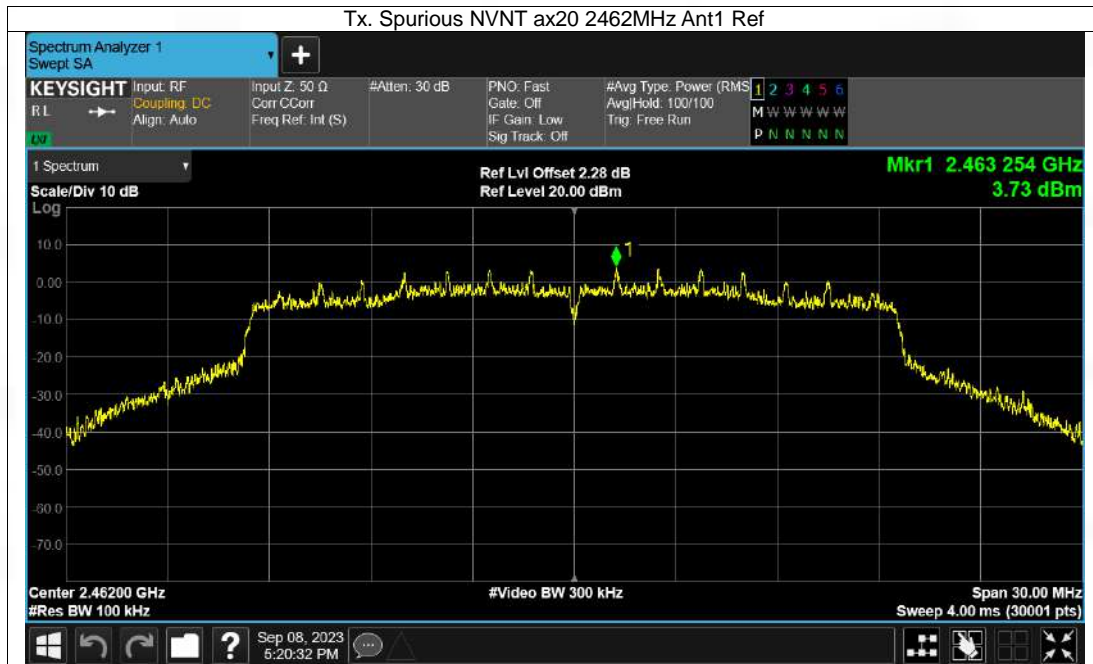 Tx. Spurious NVNT ax20 2462MHz Ant1 Ref
Spectrum Analyzer 1
Swept SA
+
KEYSIGHT
R L
LXI
Input: RF
Coupling: DC
Align: Auto
Input Z: 50 Ω
Corr CCorr
Freq Ref: Int (S)
#Atten: 30 dB
PNO: Fast
Gate: Off
IF Gain: Low
Sig Track: Off
#Avg Type: Power (RMS
Avg|Hold: 100/100
Trig: Free Run
1 2 3 4 5 6
M W W W W W
P N N N N N
1 Spectrum
Scale/Div 10 dB
Log
Ref Lvl Offset 2.28 dB
Ref Level 20.00 dBm
Mkr1 2.463 254 GHz
3.73 dBm
1
10.0
0.00
-10.0
-20.0
-30.0
-40.0
-50.0
-60.0
-70.0
Center 2.46200 GHz
#Res BW 100 kHz
#Video BW 300 kHz
Span 30.00 MHz
Sweep 4.00 ms (30001 pts)
?
Sep 08, 2023
5:20:32 PM